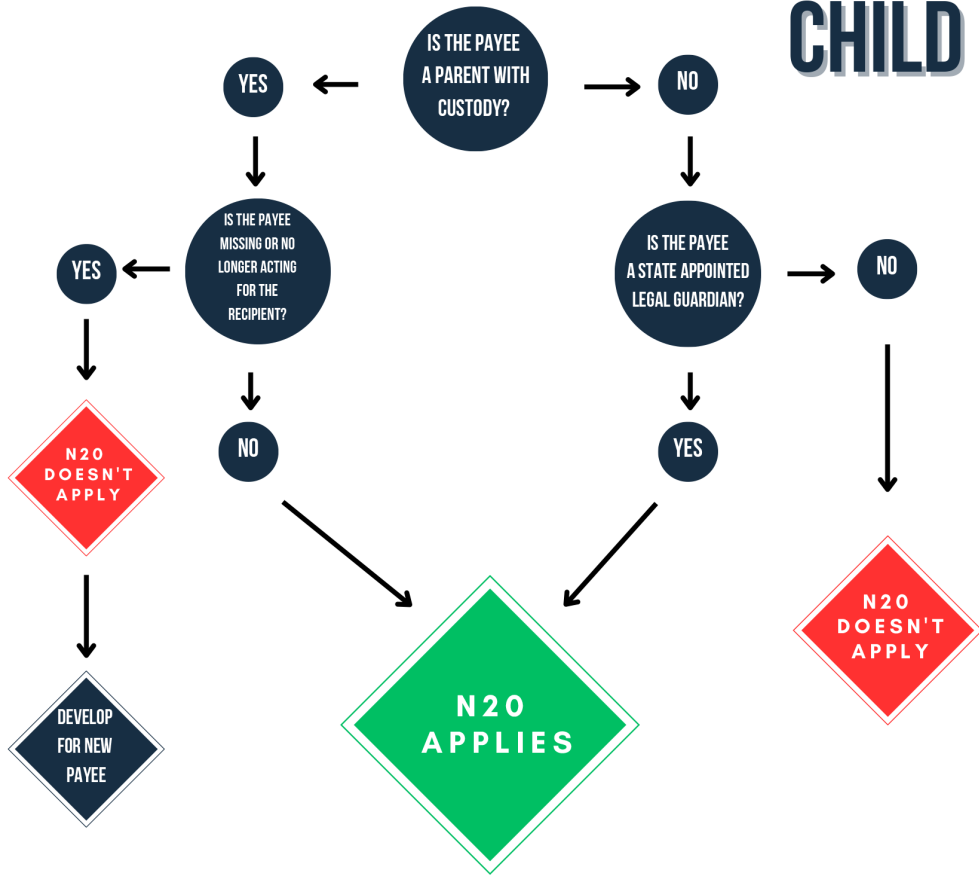 CHILD
IS THE PAYEE
A PARENT WITH
CUSTODY?
YES
NO
IS THE PAYEE
MISSING OR NO
LONGER ACTING
FOR THE
RECIPIENT?
IS THE PAYEE
A STATE APPOINTED
LEGAL GUARDIAN?
YES
NO
NO
YES
N20
DOESN'T
APPLY
N20
DOESN'T
APPLY
N20
APPLIES
DEVELOP
FOR NEW
PAYEE